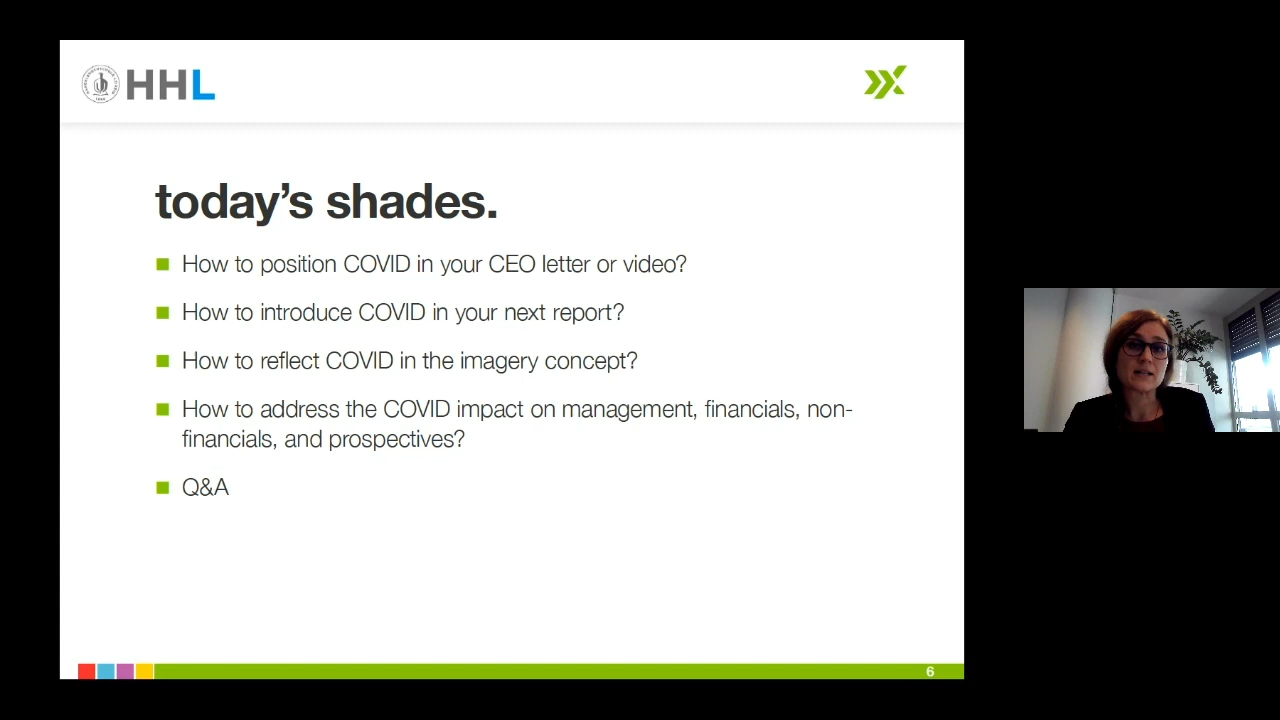 HHL
today’s shades.
How to position COVID in your CEO letter or video?
How to introduce COVID in your next report?
How to reflect COVID in the imagery concept?
How to address the COVID impact on management, financials, non-
financials, and prospectives?
Q&A
6